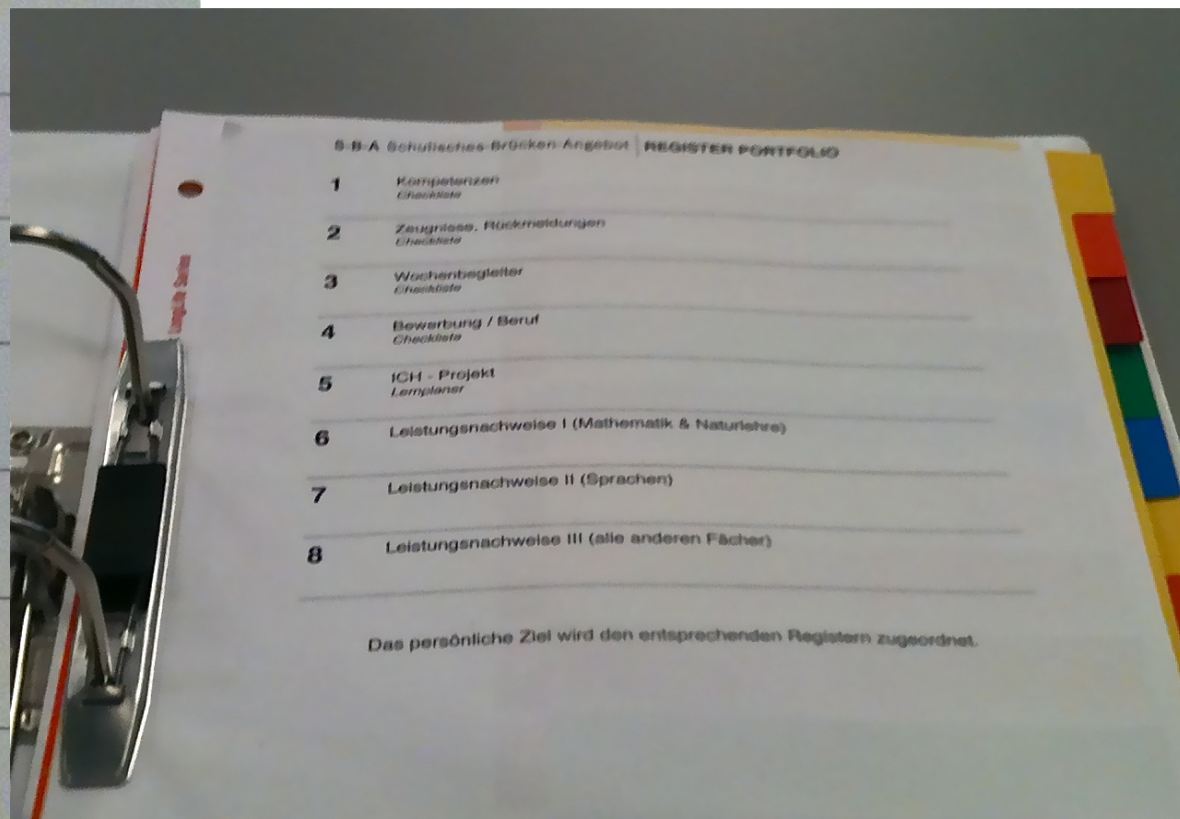 S-B-A Schulisches-Brücken-Angebot | REGISTER PORTFOLIO
1 Kompetenzen
Checkliste
2 Zeugnisse, Rückmeldungen
Checkliste
3 Wochenbegleiter
Checkliste
4 Bewerbung / Beruf
Checkliste
5 ICH - Projekt
Lernplaner
6 Leistungsnachweise I (Mathematik & Naturlehre)
7 Leistungsnachweise II (Sprachen)
8 Leistungsnachweise III (alle anderen Fächer)
Das persönliche Ziel wird den entsprechenden Registern zugeordnet.
LongLife Series